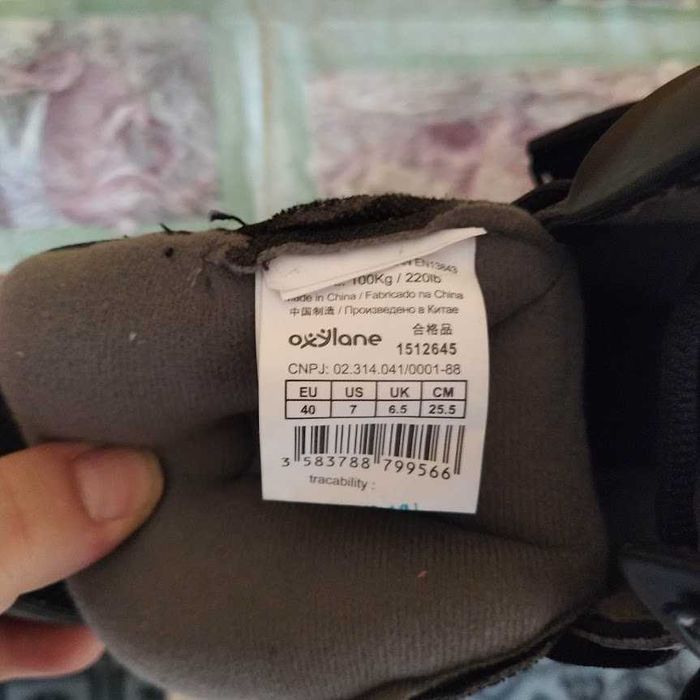 EN13843
100Kg / 220lb
Made in China / Fabricado na China
中国制造 / Произведено в Китае
oxylane 合格品
1512645
CNPJ: 02.314.041/0001-88
EU US UK CM
40 7 6.5 25.5
3 583788 799566
tracability :